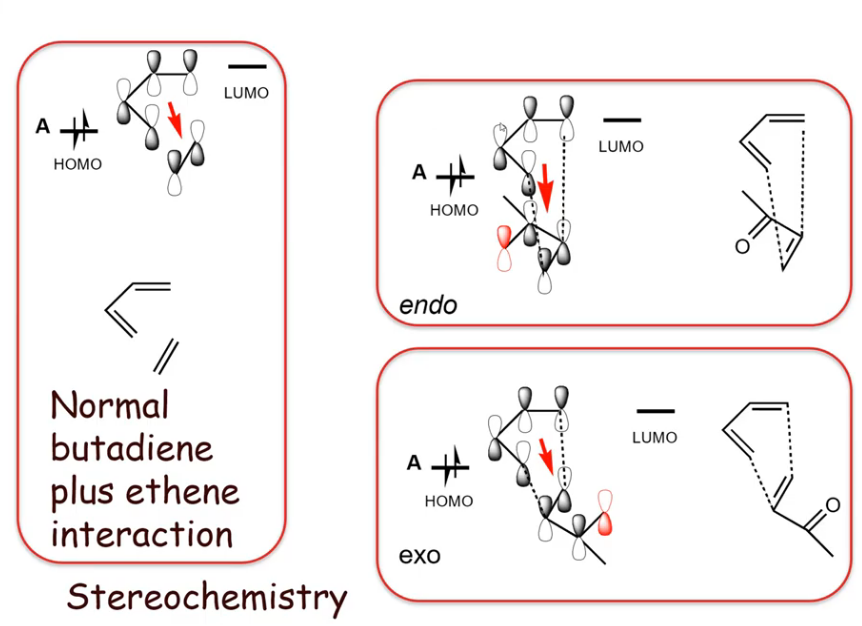 A
HOMO
LUMO
Normal
butadiene
plus ethene
interaction
Stereochemistry
A
HOMO
LUMO
O
endo
A
HOMO
LUMO
O
exo